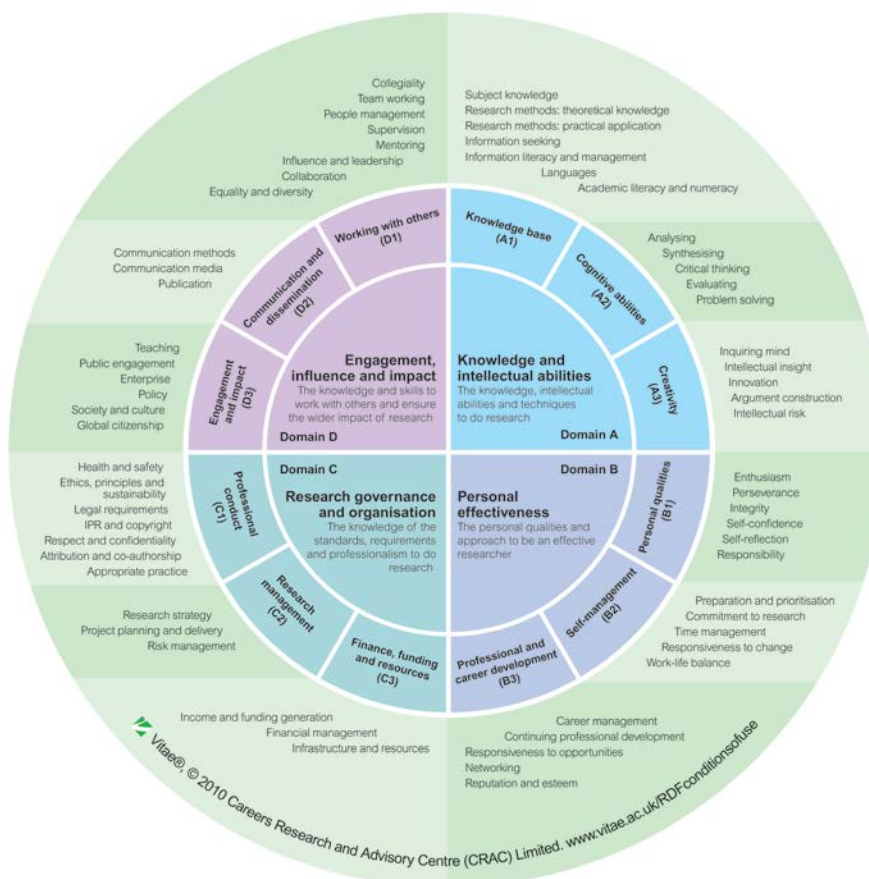 Collegiality
Team working
People management
Supervision
Mentoring
Influence and leadership
Collaboration
Equality and diversity
Subject knowledge
Research methods: theoretical knowledge
Research methods: practical application
Information seeking
Information literacy and management
Languages
Academic literacy and numeracy
Working with others
(D1)
Knowledge base
(A1)
Communication methods
Communication media
Publication
Communication and
dissemination
(D2)
Cognitive abilities
(A2)
Analysing
Synthesising
Critical thinking
Evaluating
Problem solving
Teaching
Public engagement
Enterprise
Policy
Society and culture
Global citizenship
Engagement
and impact
(D3)
Creativity
(A3)
Inquiring mind
Intellectual insight
Innovation
Argument construction
Intellectual risk
Engagement,
influence and impact
The knowledge and skills to
work with others and ensure
the wider impact of research
Domain D
Knowledge and
intellectual abilities
The knowledge, intellectual
abilities and techniques
to do research
Domain A
Domain C
Research governance
and organisation
The knowledge of the
standards, requirements
and professionalism to do
research
Domain B
Personal
effectiveness
The personal qualities and
approach to be an effective
researcher
Health and safety
Ethics, principles and
sustainability
Legal requirements
IPR and copyright
Respect and confidentiality
Attribution and co-authorship
Appropriate practice
Professional
conduct
(C1)
Personal qualities
(B1)
Enthusiasm
Perseverance
Integrity
Self-confidence
Self-reflection
Responsibility
Research strategy
Project planning and delivery
Risk management
Research
management
(C2)
Self-management
(B2)
Preparation and prioritisation
Commitment to research
Time management
Responsiveness to change
Work-life balance
Finance, funding
and resources
(C3)
Professional and
career development
(B3)
Income and funding generation
Financial management
Infrastructure and resources
Career management
Continuing professional development
Responsiveness to opportunities
Networking
Reputation and esteem
Vitae®, © 2010 Careers Research and Advisory Centre (CRAC) Limited. www.vitae.ac.uk/RDFconditionsofuse